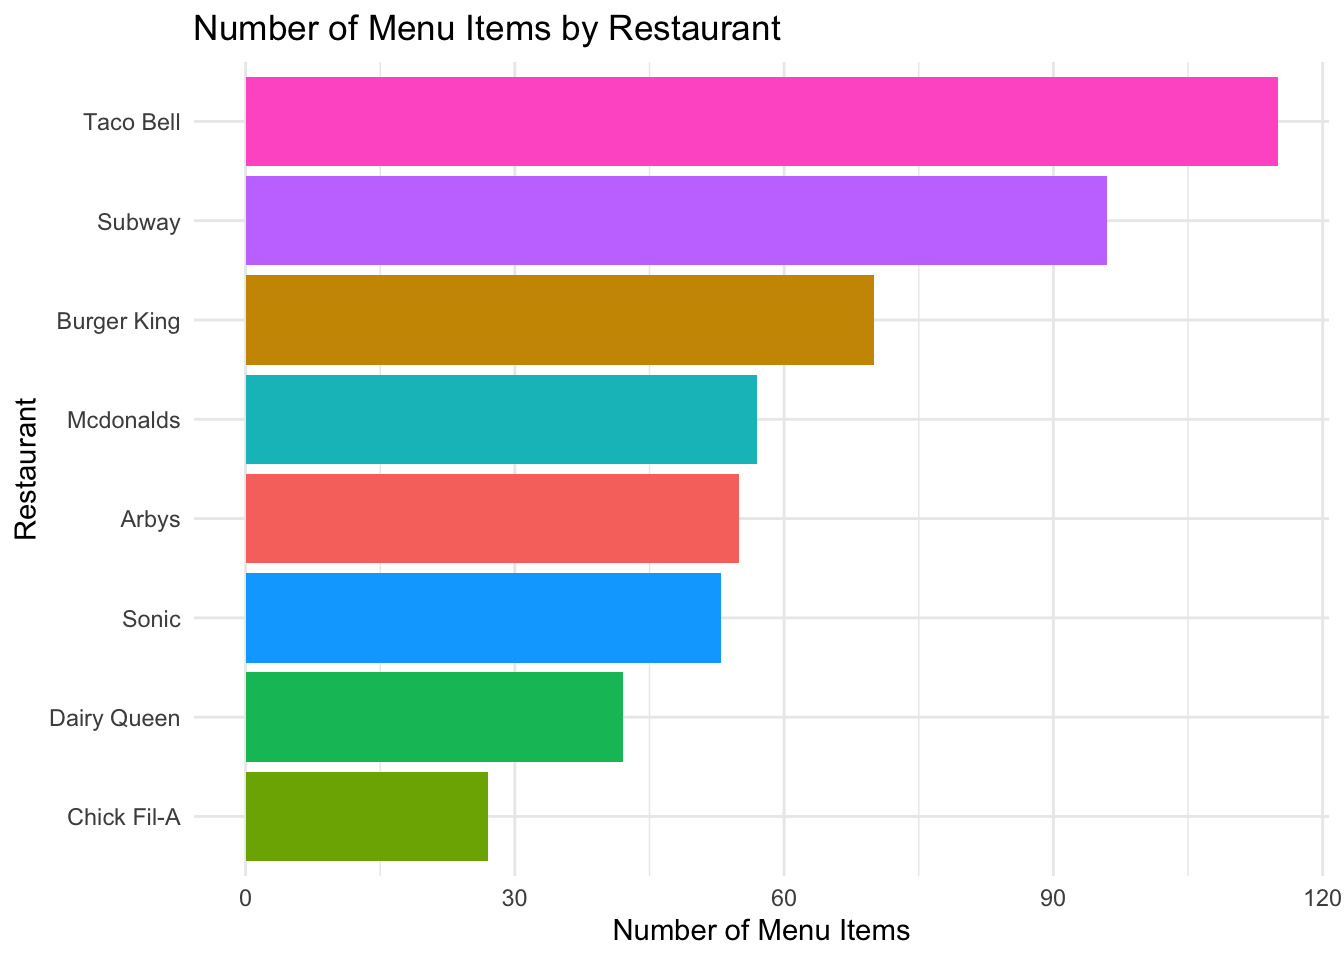 Number of Menu Items by Restaurant
Restaurant
Taco Bell
Subway
Burger King
Mcdonalds
Arbys
Sonic
Dairy Queen
Chick Fil-A
0 30 60 90 120
Number of Menu Items